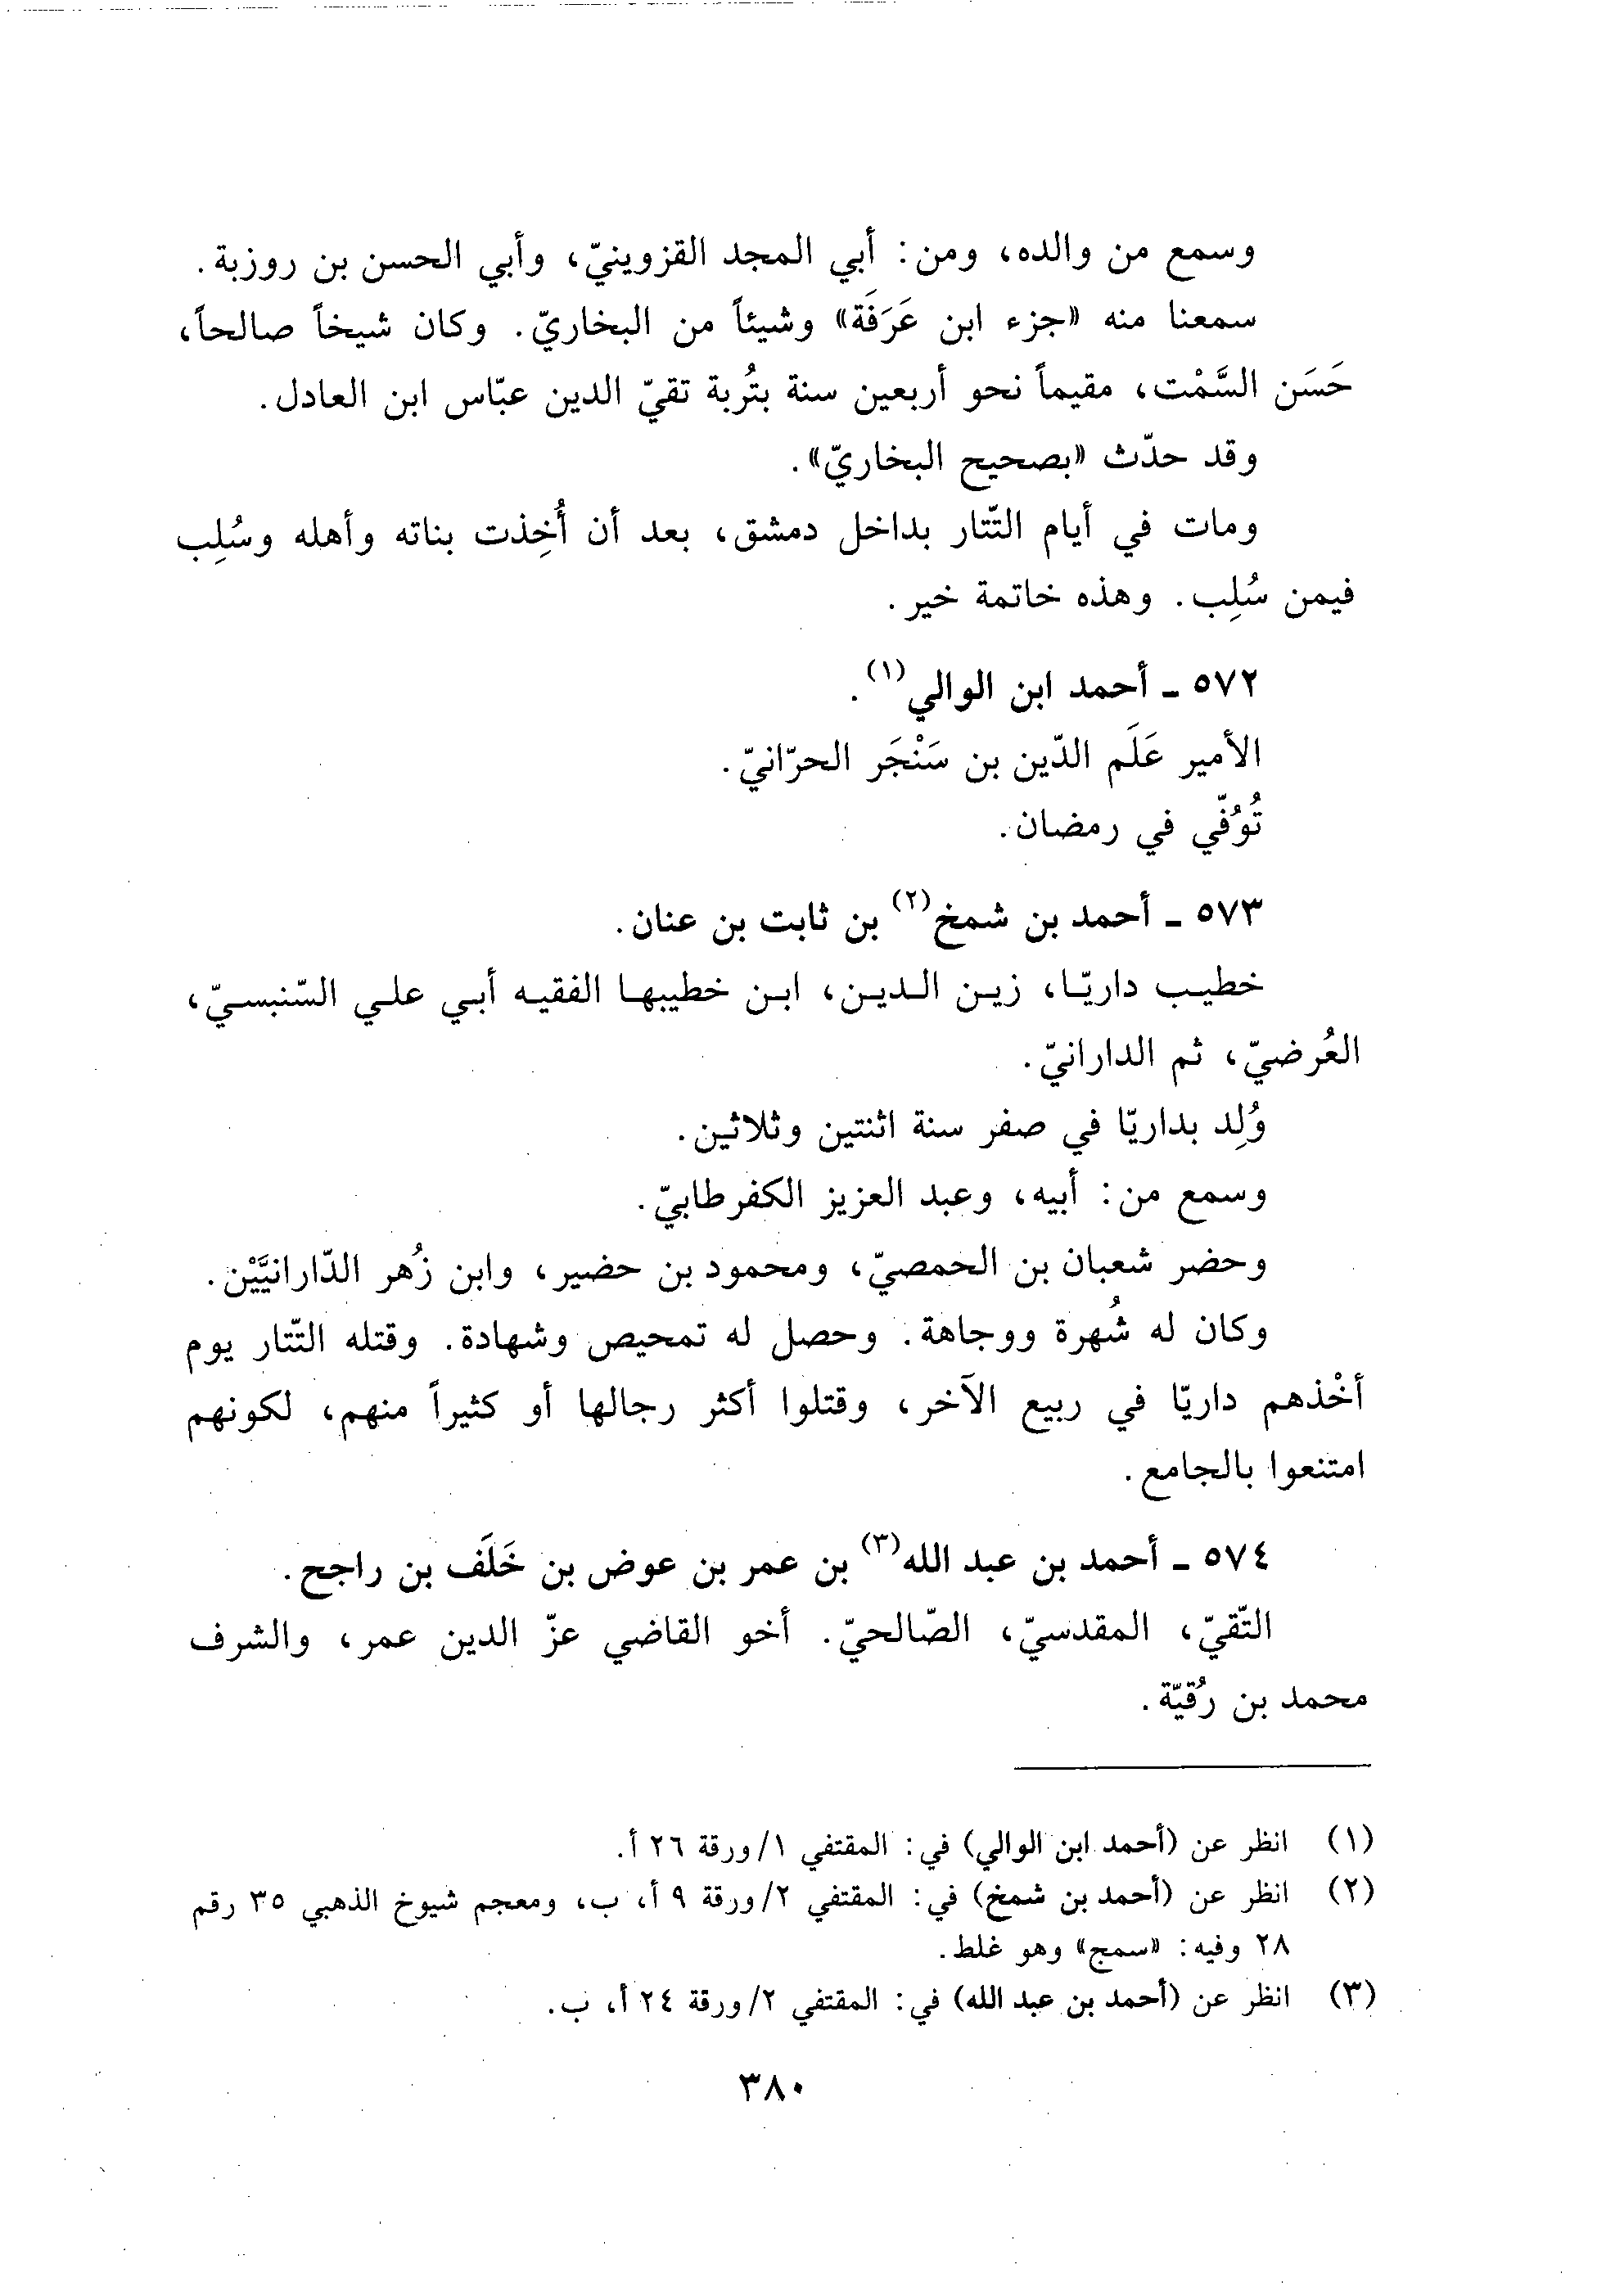 وسمع من والده، ومن: أبي المجد القزوينيّ، وأبي الحسن بن روزبة.
سمعنا منه «جزء ابن عَرَفَة» وشيئاً من البخاريّ. وكان شيخاً صالحاً،
حَسَن السَّمْت، مقيماً نحو أربعين سنة بتُربة تقيّ الدين عبّاس ابن العادل.
وقد حدّث «بصحيح البخاريّ».
ومات في أيام التّتار بداخل دمشق، بعد أن أُخِذت بناته وأهله وسُلِب
فيمن سُلِب. وهذه خاتمة خير.
٥٧٢ ـ أحمد ابن الوالي(١).
الأمير عَلَم الدّين بن سَنْجَر الحرّانيّ.
تُوُفّي في رمضان.
٥٧٣ ـ أحمد بن شمخ(٢) بن ثابت بن عنان.
خطيب داريّا، زين الدين، ابن خطيبها الفقيه أبي علي السّنبسيّ،
العُرضيّ، ثم الدارانيّ.
وُلِد بداريّا في صفر سنة اثنتين وثلاثين.
وسمع من: أبيه، وعبد العزيز الكفرطابيّ.
وحضر شعبان بن الحمصيّ، ومحمود بن حضير، وابن زُهر الدّارانيَّيْن.
وكان له شُهرة ووجاهة. وحصل له تمحيص وشهادة. وقتله التّتار يوم
أخْذهم داريّا في ربيع الآخر، وقتلوا أكثر رجالها أو كثيراً منهم، لكونهم
امتنعوا بالجامع.
٥٧٤ ـ أحمد بن عبد الله(٣) بن عمر بن عوض بن خَلَف بن راجح.
التّقيّ، المقدسيّ، الصّالحيّ. أخو القاضي عزّ الدين عمر، والشرف
محمد بن رُقيّة.
(١) انظر عن (أحمد ابن الوالي) في: المقتفي ١/ورقة ٢٦ أ.
(٢) انظر عن (أحمد بن شمخ) في: المقتفي ٢/ورقة ٩ أ، ب، ومعجم شيوخ الذهبي ٣٥ رقم
٢٨ وفيه: «سمج» وهو غلط.
(٣) انظر عن (أحمد بن عبد الله) في: المقتفي ٢/ورقة ٢٤ أ، ب.
٣٨٠